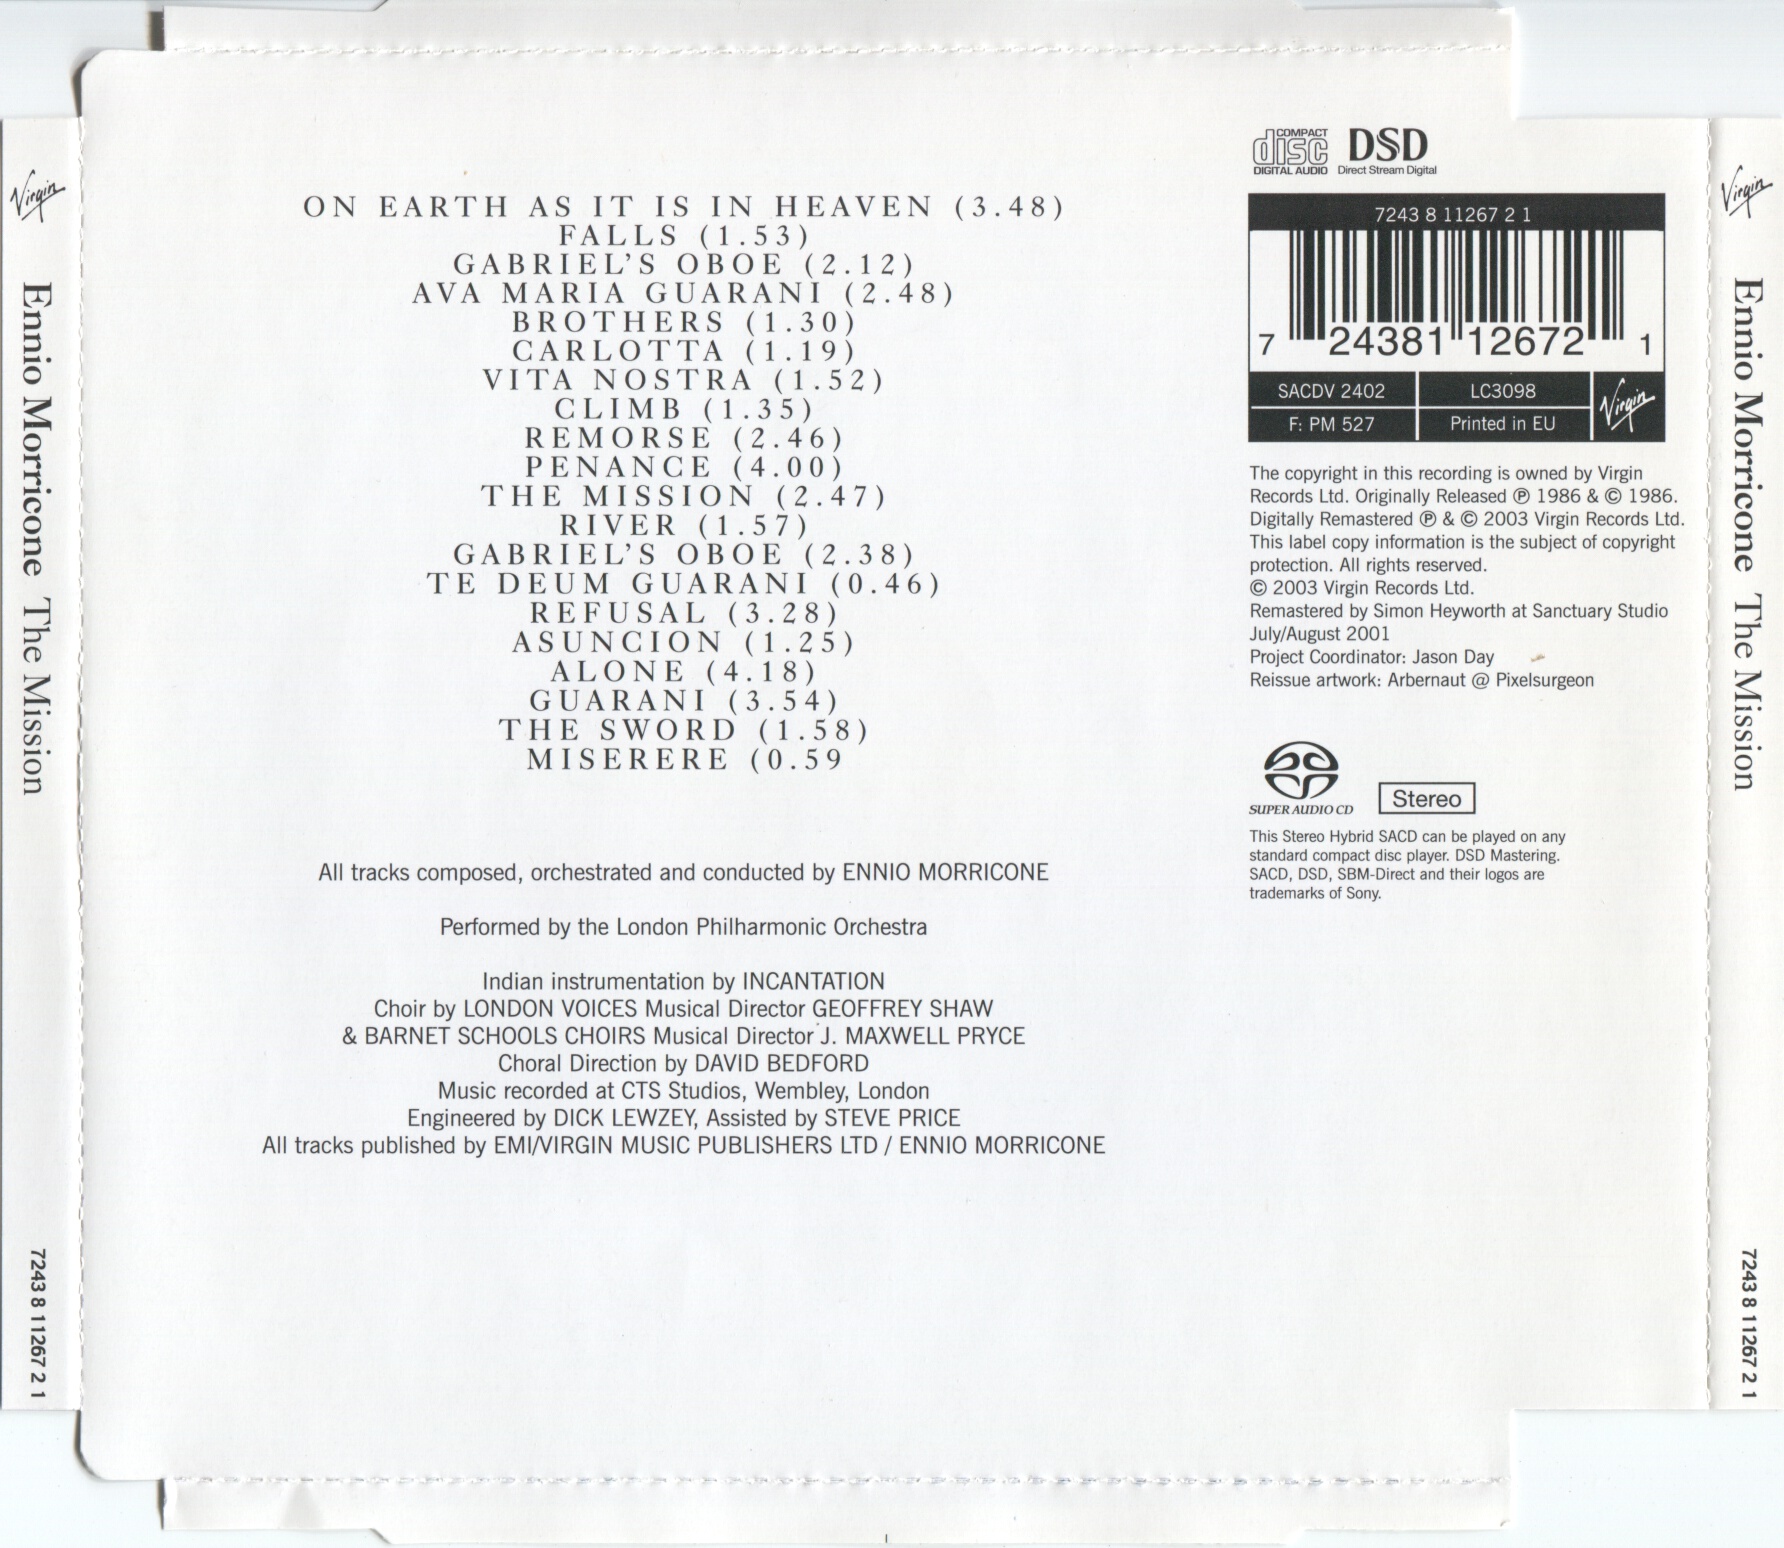 Virgin
Ennio Morricone The Mission
7243 8 11267 2 1
ON EARTH AS IT IS IN HEAVEN (3.48)
FALLS (1.53)
GABRIEL'S OBOE (2.12)
AVA MARIA GUARANI (2.48)
BROTHERS (1.30)
CARLOTTA (1.19)
VITA NOSTRA (1.52)
CLIMB (1.35)
REMORSE (2.46)
PENANCE (4.00)
THE MISSION (2.47)
RIVER (1.57)
GABRIEL'S OBOE (2.38)
TE DEUM GUARANI (0.46)
REFUSAL (3.28)
ASUNCION (1.25)
ALONE (4.18)
GUARANI (3.54)
THE SWORD (1.58)
MISERERE (0.59
All tracks composed, orchestrated and conducted by ENNIO MORRICONE
Performed by the London Philharmonic Orchestra
Indian instrumentation by INCANTATION
Choir by LONDON VOICES Musical Director GEOFFREY SHAW
& BARNET SCHOOLS CHOIRS Musical Director J. MAXWELL PRYCE
Choral Direction by DAVID BEDFORD
Music recorded at CTS Studios, Wembley, London
Engineered by DICK LEWZEY, Assisted by STEVE PRICE
All tracks published by EMI/VIRGIN MUSIC PUBLISHERS LTD / ENNIO MORRICONE
COMPACT
disc
DIGITAL AUDIO
DSD
Direct Stream Digital
7243 8 11267 2 1
7 24381 12672 1
SACDV 2402
LC3098
F: PM 527
Printed in EU
Virgin
The copyright in this recording is owned by Virgin
Records Ltd. Originally Released ℗ 1986 & © 1986.
Digitally Remastered ℗ & © 2003 Virgin Records Ltd.
This label copy information is the subject of copyright
protection. All rights reserved.
© 2003 Virgin Records Ltd.
Remastered by Simon Heyworth at Sanctuary Studio
July/August 2001
Project Coordinator: Jason Day
Reissue artwork: Arbernaut @ Pixelsurgeon
SUPER AUDIO CD
Stereo
This Stereo Hybrid SACD can be played on any
standard compact disc player. DSD Mastering.
SACD, DSD, SBM-Direct and their logos are
trademarks of Sony.
Virgin
Ennio Morricone The Mission
7243 8 11267 2 1